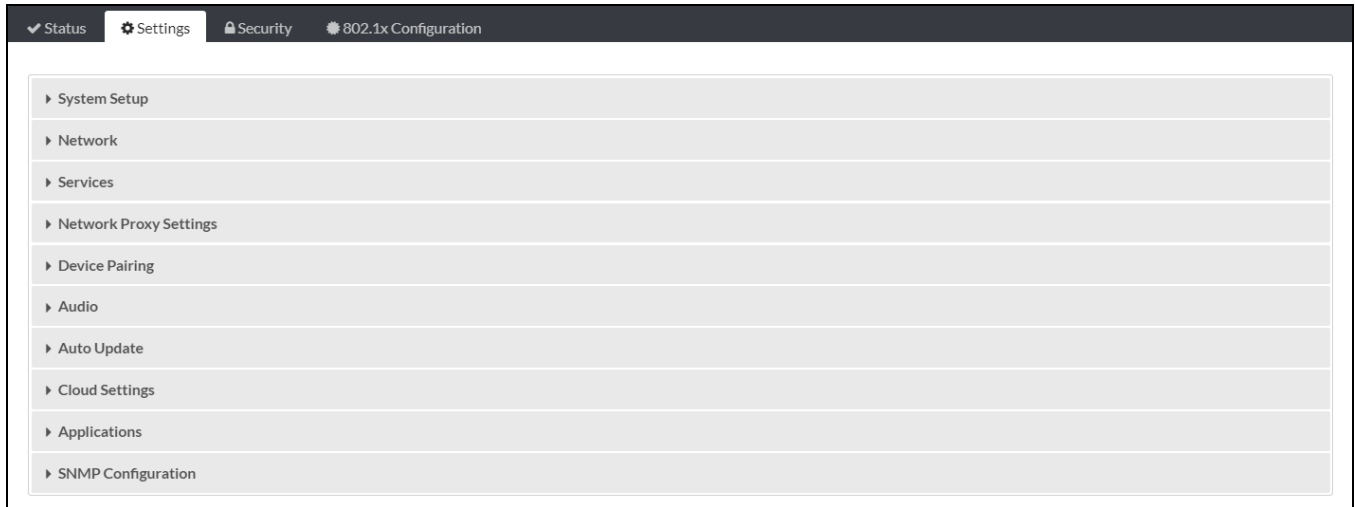 Status Settings Security 802.1x Configuration
System Setup
Network
Services
Network Proxy Settings
Device Pairing
Audio
Auto Update
Cloud Settings
Applications
SNMP Configuration